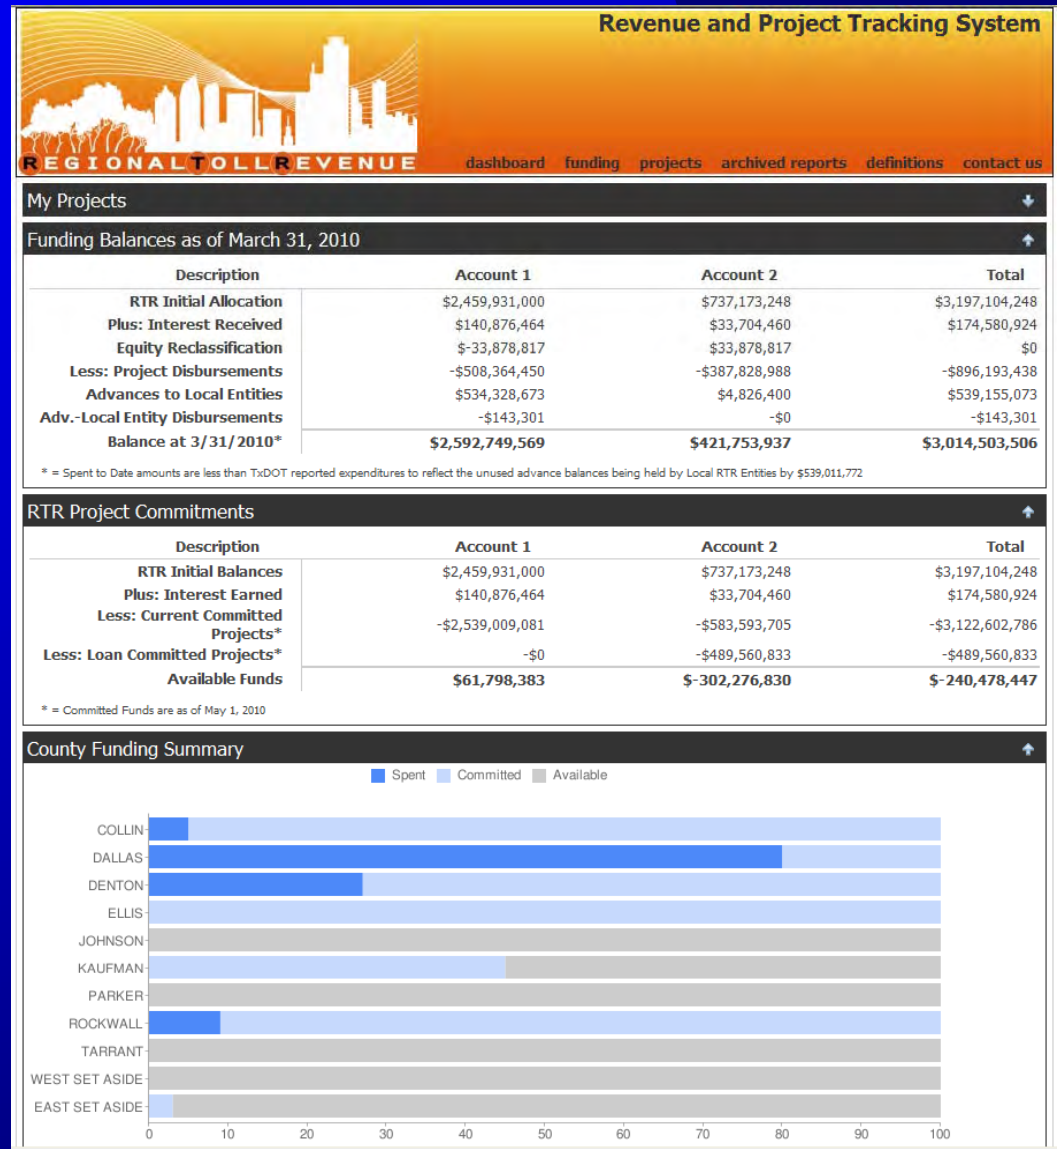 Revenue and Project Tracking System
REGIONAL TOLL REVENUE
dashboard funding projects archived reports definitions contact us
My Projects
Funding Balances as of March 31, 2010
Description Account 1 Account 2 Total
RTR Initial Allocation $2,459,931,000 $737,173,248 $3,197,104,248
Plus: Interest Received $140,876,464 $33,704,460 $174,580,924
Equity Reclassification $-33,878,817 $33,878,817 $0
Less: Project Disbursements -$508,364,450 -$387,828,988 -$896,193,438
Advances to Local Entities $534,328,673 $4,826,400 $539,155,073
Adv.-Local Entity Disbursements -$143,301 -$0 -$143,301
Balance at 3/31/2010* $2,592,749,569 $421,753,937 $3,014,503,506
* = Spent to Date amounts are less than TxDOT reported expenditures to reflect the unused advance balances being held by Local RTR Entities by $539,011,772
RTR Project Commitments
Description Account 1 Account 2 Total
RTR Initial Balances $2,459,931,000 $737,173,248 $3,197,104,248
Plus: Interest Earned $140,876,464 $33,704,460 $174,580,924
Less: Current Committed
Projects* -$2,539,009,081 -$583,593,705 -$3,122,602,786
Less: Loan Committed Projects* -$0 -$489,560,833 -$489,560,833
Available Funds $61,798,383 $-302,276,830 $-240,478,447
* = Committed Funds are as of May 1, 2010
County Funding Summary
Spent Committed Available
COLLIN
DALLAS
DENTON
ELLIS
JOHNSON
KAUFMAN
PARKER
ROCKWALL
TARRANT
WEST SET ASIDE
EAST SET ASIDE
0 10 20 30 40 50 60 70 80 90 100